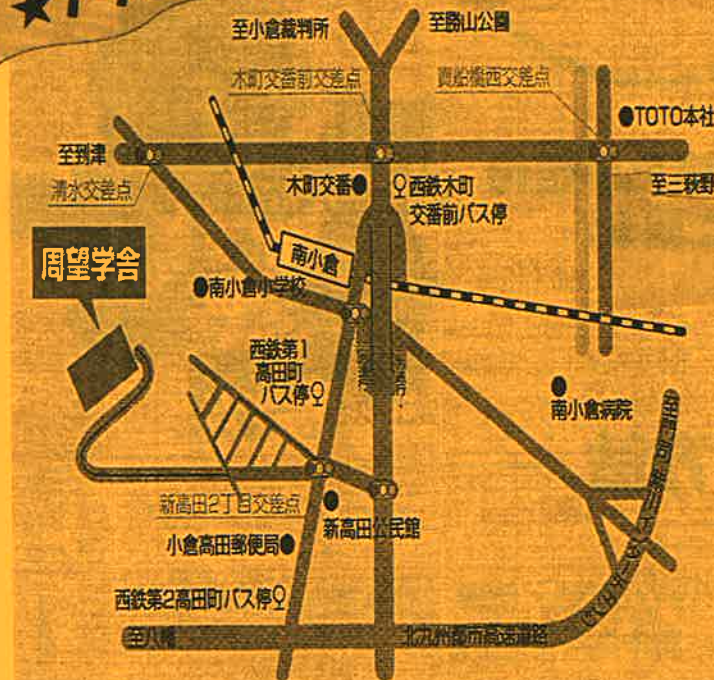 至小倉裁判所
至勝山公園
木町交番前交差点
貴船橋西交差点
●TOTO本社
至到津
清水交差点
木町交番●
西鉄木町
交番前バス停
至三萩野
周望学舎
南小倉
●南小倉小学校
西鉄第1
高田町
バス停
南小倉病院
新高田2丁目交差点
新高田公民館
小倉高田郵便局●
西鉄第2高田町バス停
至八幡
北九州都市高速道路